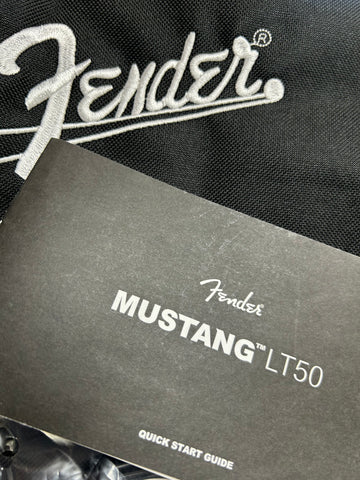 Fender®
Fender
MUSTANG™ LT50
QUICK START GUIDE